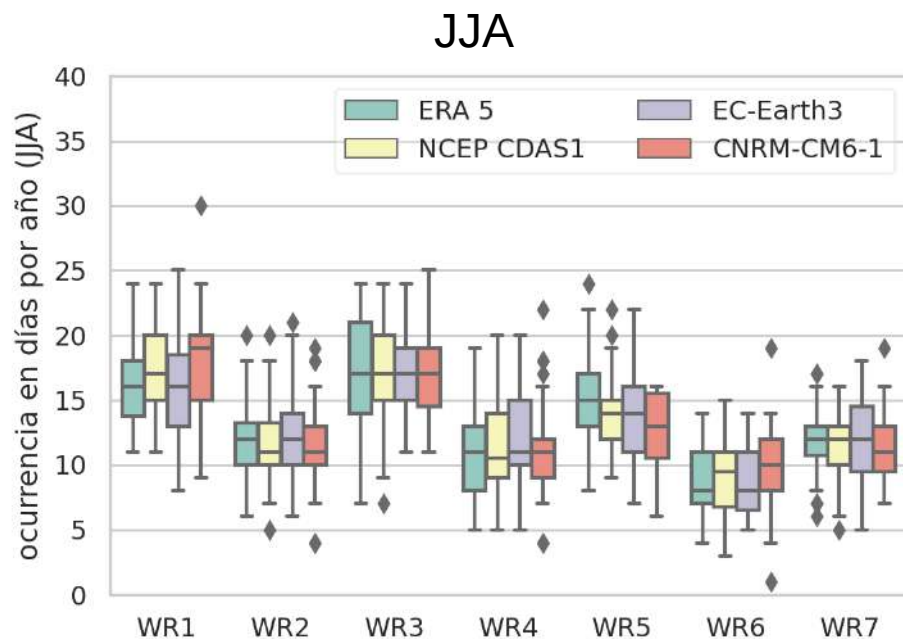 JJA
ocurrencia en días por año (JJA)
40
35
30
25
20
15
10
5
0
ERA 5
EC-Earth3
NCEP CDAS1
CNRM-CM6-1
WR1 WR2 WR3 WR4 WR5 WR6 WR7